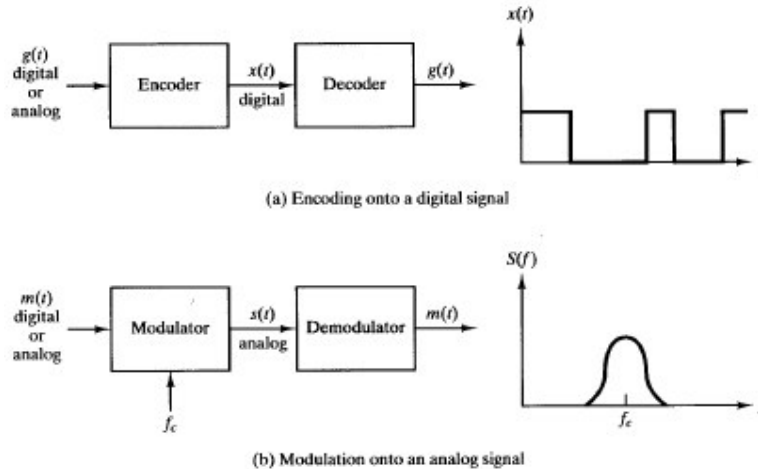 g(t)
digital
or
analog
Encoder
x(t)
digital
Decoder
g(t)
x(t)
(a) Encoding onto a digital signal
m(t)
digital
or
analog
Modulator
s(t)
analog
Demodulator
m(t)
S(f)
f_c
f_c
(b) Modulation onto an analog signal